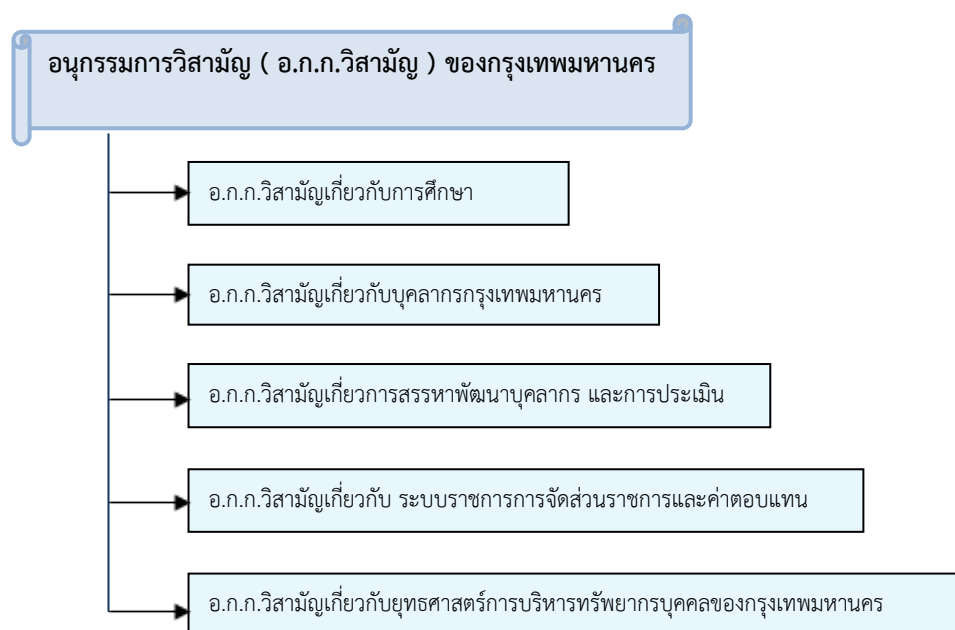 อนุกรรมการวิสามัญ ( อ.ก.ก.วิสามัญ ) ของกรุงเทพมหานคร
อ.ก.ก.วิสามัญเกี่ยวกับการศึกษา
อ.ก.ก.วิสามัญเกี่ยวกับบุคลากรกรุงเทพมหานคร
อ.ก.ก.วิสามัญเกี่ยวการสรรหาพัฒนาบุคลากร และการประเมิน
อ.ก.ก.วิสามัญเกี่ยวกับ ระบบราชการการจัดส่วนราชการและค่าตอบแทน
อ.ก.ก.วิสามัญเกี่ยวกับยุทธศาสตร์การบริหารทรัพยากรบุคคลของกรุงเทพมหานคร